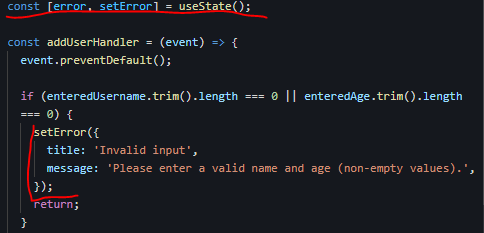 const [error, setError] = useState();
const addUserHandler = (event) => {
event.preventDefault();
if (enteredUsername.trim().length === 0 || enteredAge.trim().length
=== 0) {
setError({
title: 'Invalid input',
message: 'Please enter a valid name and age (non-empty values).',
});
return;
}